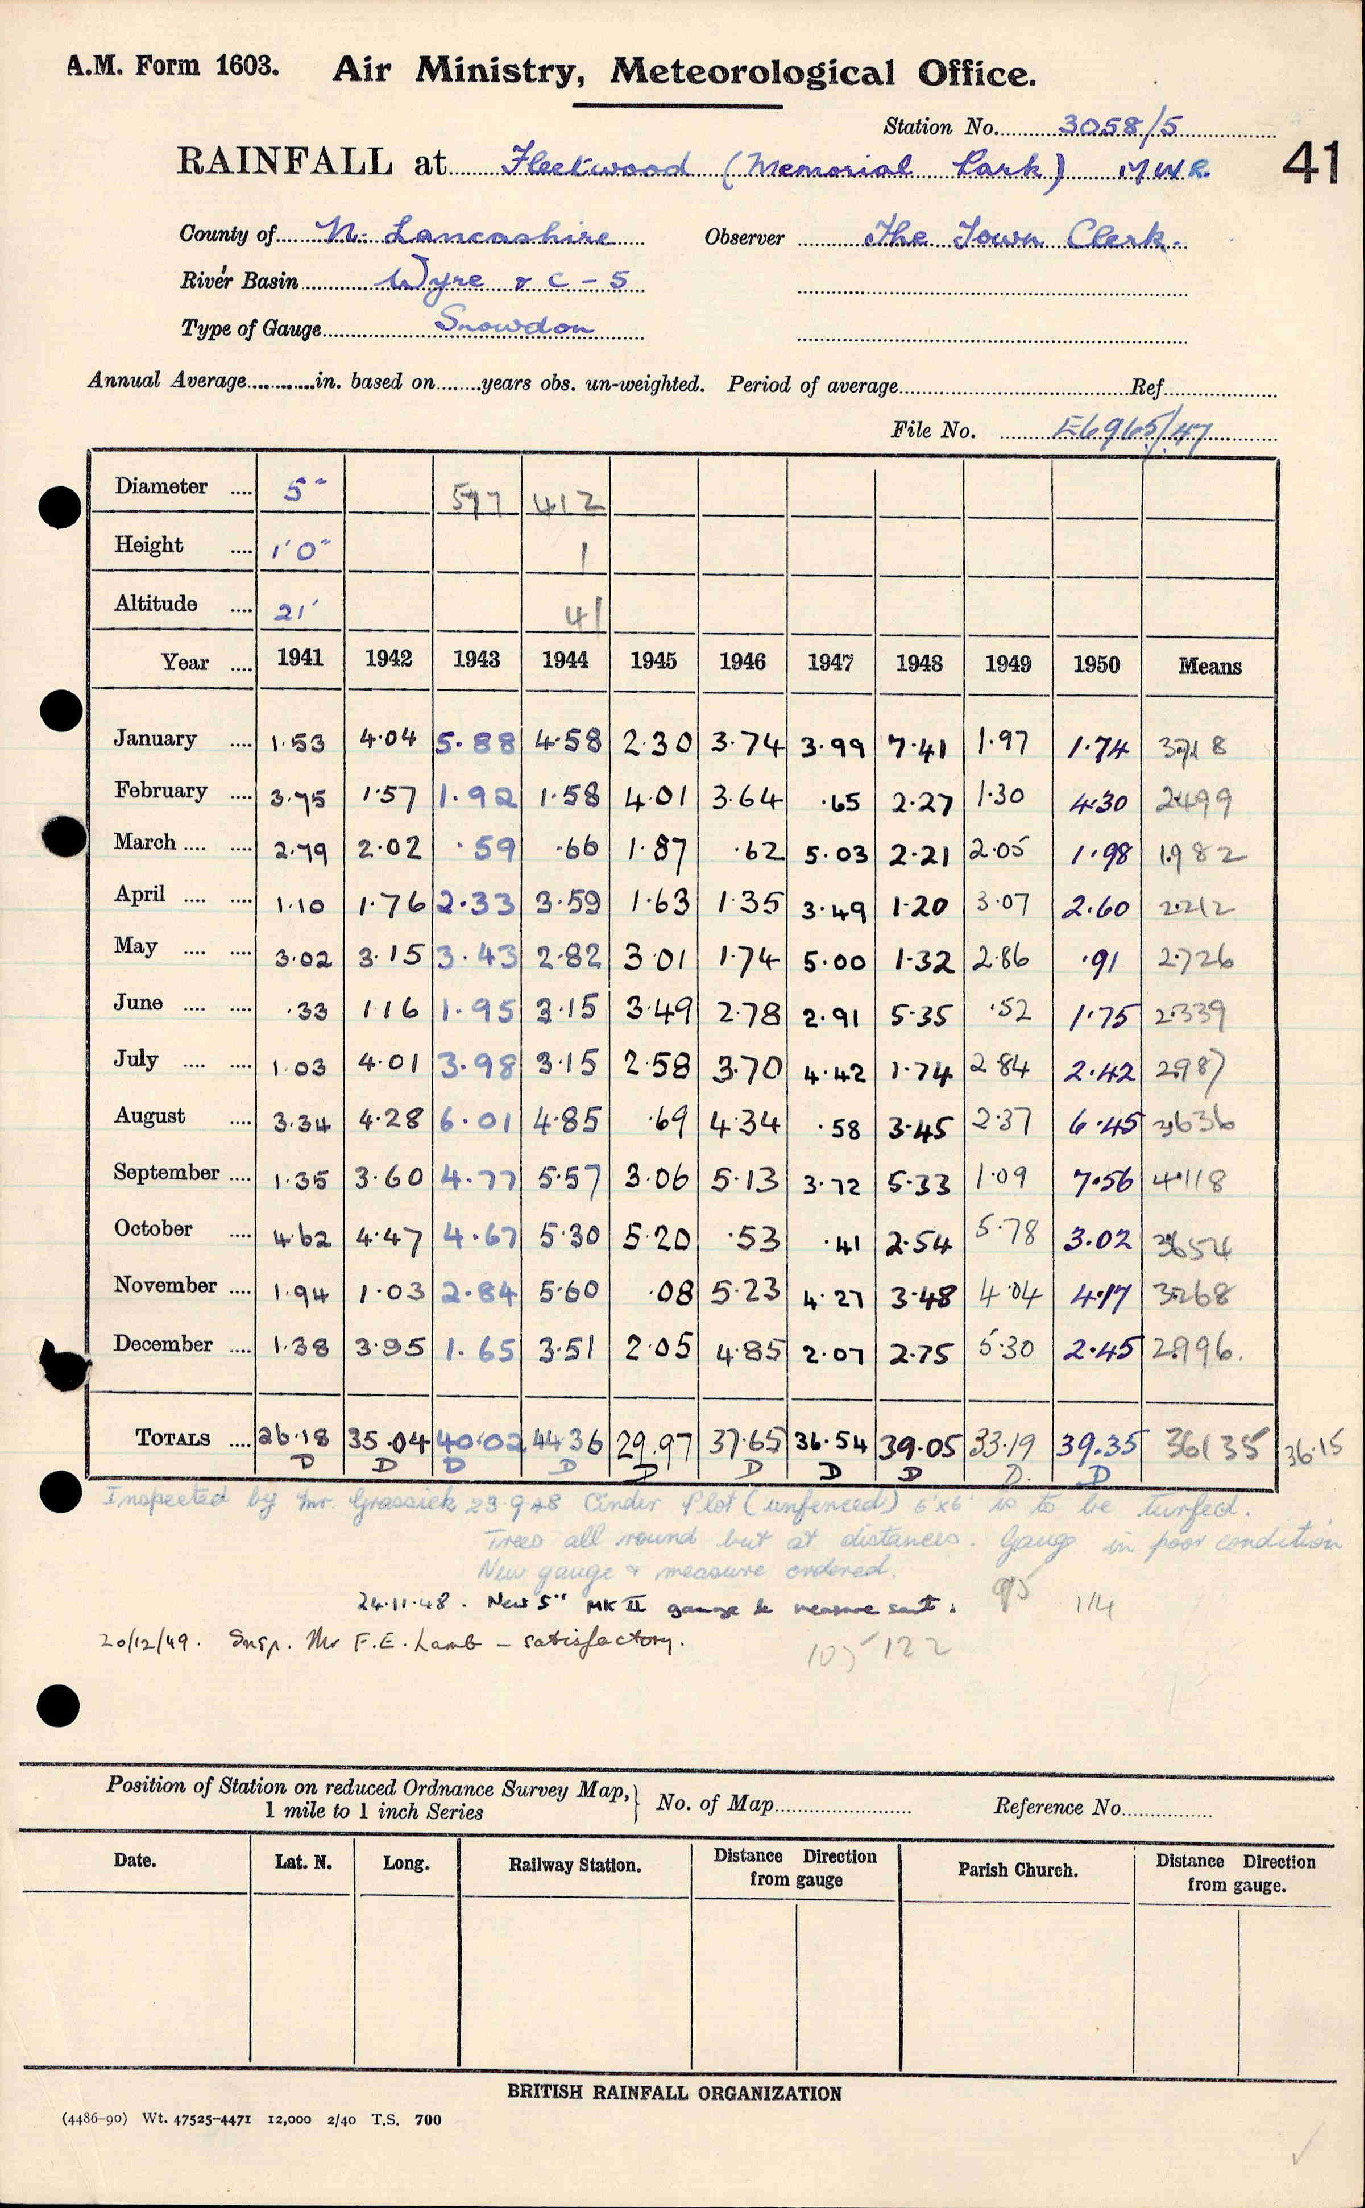 A.M. Form 1603. Air Ministry, Meteorological Office.
Station No. 3058/5
RAINFALL at Fleetwood (Memorial Park) MWR. 41
County of N. Lancashire Observer The Town Clerk.
River Basin Wyre & C - 5
Type of Gauge Snowdon
Annual Average in. based on years obs. un-weighted. Period of average Ref
File No. E6965/47
Diameter 5" 577 412
Height 1'0" 1
Altitude 21' 41
Year 1941 1942 1943 1944 1945 1946 1947 1948 1949 1950 Means
January 1.53 4.04 5.88 4.58 2.30 3.74 3.99 7.41 1.97 1.74 3718
February 3.75 1.57 1.92 1.58 4.01 3.64 .65 2.27 1.30 4.30 2499
March 2.79 2.02 .59 .66 1.87 .62 5.03 2.21 2.05 1.98 1982
April 1.10 1.76 2.33 3.59 1.63 1.35 3.49 1.20 3.07 2.60 2212
May 3.02 3.15 3.43 2.82 3.01 1.74 5.00 1.32 2.86 .91 2.726
June .33 1.16 1.95 3.15 3.49 2.78 2.91 5.35 .52 1.75 2339
July 1.03 4.01 3.98 3.15 2.58 3.70 4.42 1.74 2.84 2.42 2987
August 3.34 4.28 6.01 4.85 .69 4.34 .58 3.45 2.37 6.45 3636
September 1.35 3.60 4.77 5.57 3.06 5.13 3.72 5.33 1.09 7.56 4118
October 4.62 4.47 4.67 5.30 5.20 .53 .41 2.54 5.78 3.02 3654
November 1.94 1.03 2.84 5.60 .08 5.23 4.27 3.48 4.04 4.17 3268
December 1.38 3.95 1.65 3.51 2.05 4.85 2.07 2.75 5.30 2.45 2996.
TOTALS 26.18 35.04 40.02 44.36 29.97 37.65 36.54 39.05 33.19 39.35 36135 36.15
D D D D D D D D D. D
Inspected by Mr. Grassick 23.9.48 Cinder Plot (unfenced) 6'x6' is to be turfed.
Trees all round but at distances. Gauge in poor condition
New gauge & measure ordered.
24.11.48. New 5" MK II gauge & measure sent. 95 114
20/12/49. Insp. Mr F.E. Lamb - satisfactory.
105 122
Position of Station on reduced Ordnance Survey Map, 1 mile to 1 inch Series } No. of Map Reference No.
Date. Lat. N. Long. Railway Station. Distance Direction from gauge Parish Church. Distance Direction from gauge.
BRITISH RAINFALL ORGANIZATION
(4486-90) Wt. 47525-4471 12,000 2/40 T.S. 700